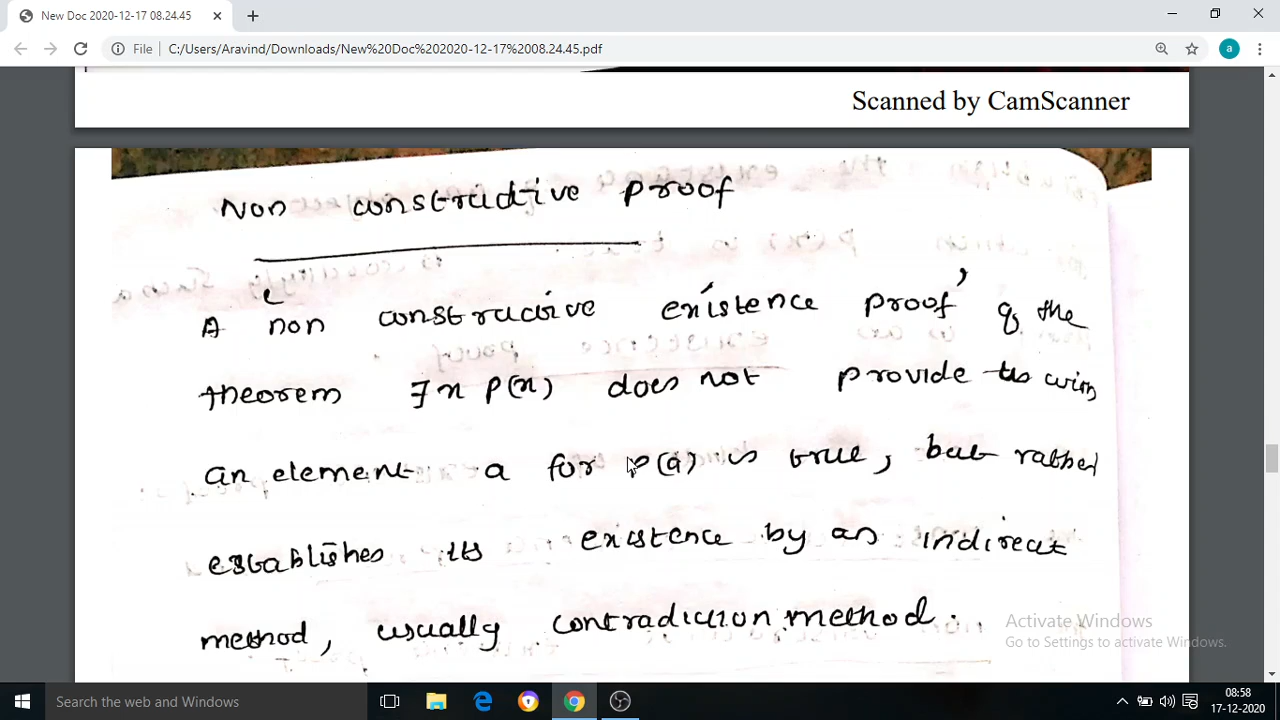 New Doc 2020-12-17 08.24.45
File
C:/Users/Aravind/Downloads/New%20Doc%202020-12-17%2008.24.45.pdf
a
Scanned by CamScanner
Non constructive proof
A non constructive existence proof, of the
theorem ∃x P(x) does not provide us with
an element a for P(a) is true, but rather
establishes its existence by an indirect
method, usually contradiction method.
Activate Windows
Go to Settings to activate Windows.
Search the web and Windows
08:58
17-12-2020